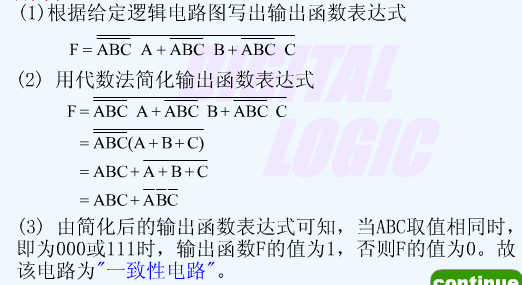 (1)根据给定逻辑电路图写出输出函数表达式
F = \overline{\overline{ABC} A + \overline{ABC} B + \overline{ABC} C}
(2) 用代数法简化输出函数表达式
F = \overline{\overline{ABC} A + \overline{ABC} B + \overline{ABC} C}
= \overline{\overline{ABC}(A + B + C)}
= ABC + \overline{A + B + C}
= ABC + \overline{A}\overline{B}\overline{C}
(3) 由简化后的输出函数表达式可知，当ABC取值相同时，
即为000或111时，输出函数F的值为1，否则F的值为0。故
该电路为"一致性电路"。
DIGITAL
LOGIC
continue